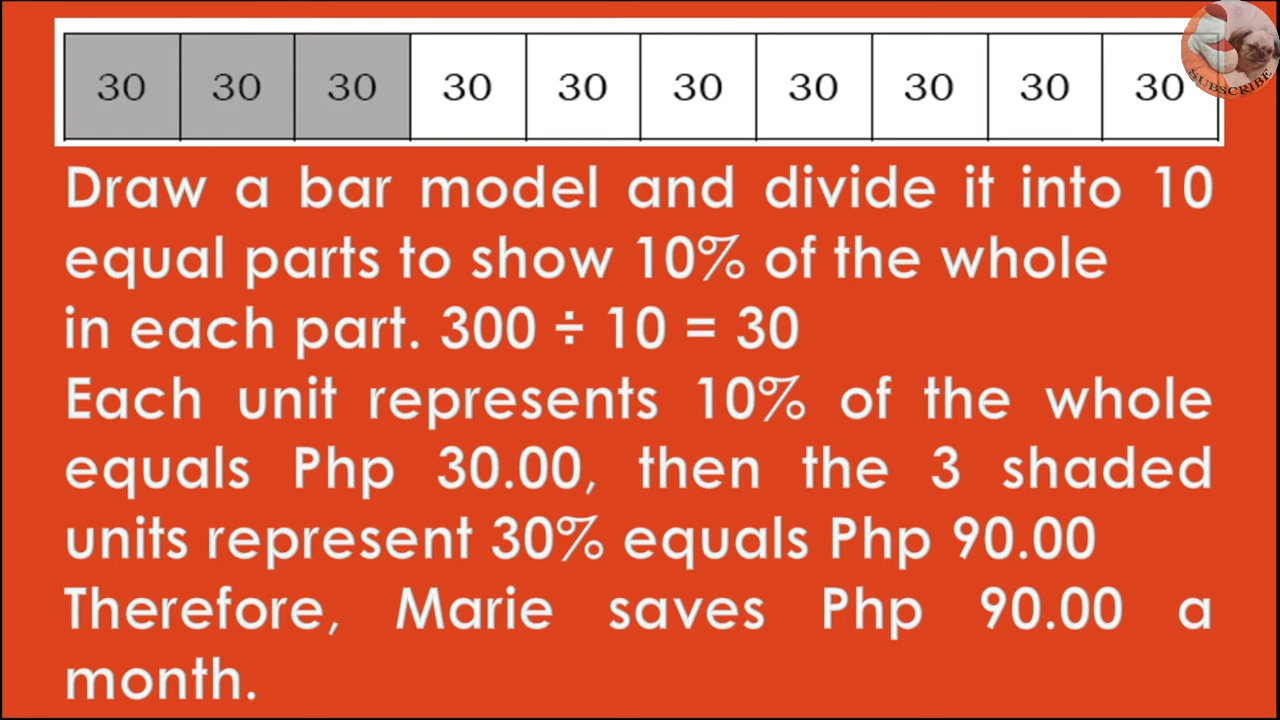 30 30 30 30 30 30 30 30 30 30
SUBSCRIBE
Draw a bar model and divide it into 10
equal parts to show 10% of the whole
in each part. 300 ÷ 10 = 30
Each unit represents 10% of the whole
equals Php 30.00, then the 3 shaded
units represent 30% equals Php 90.00
Therefore, Marie saves Php 90.00 a
month.